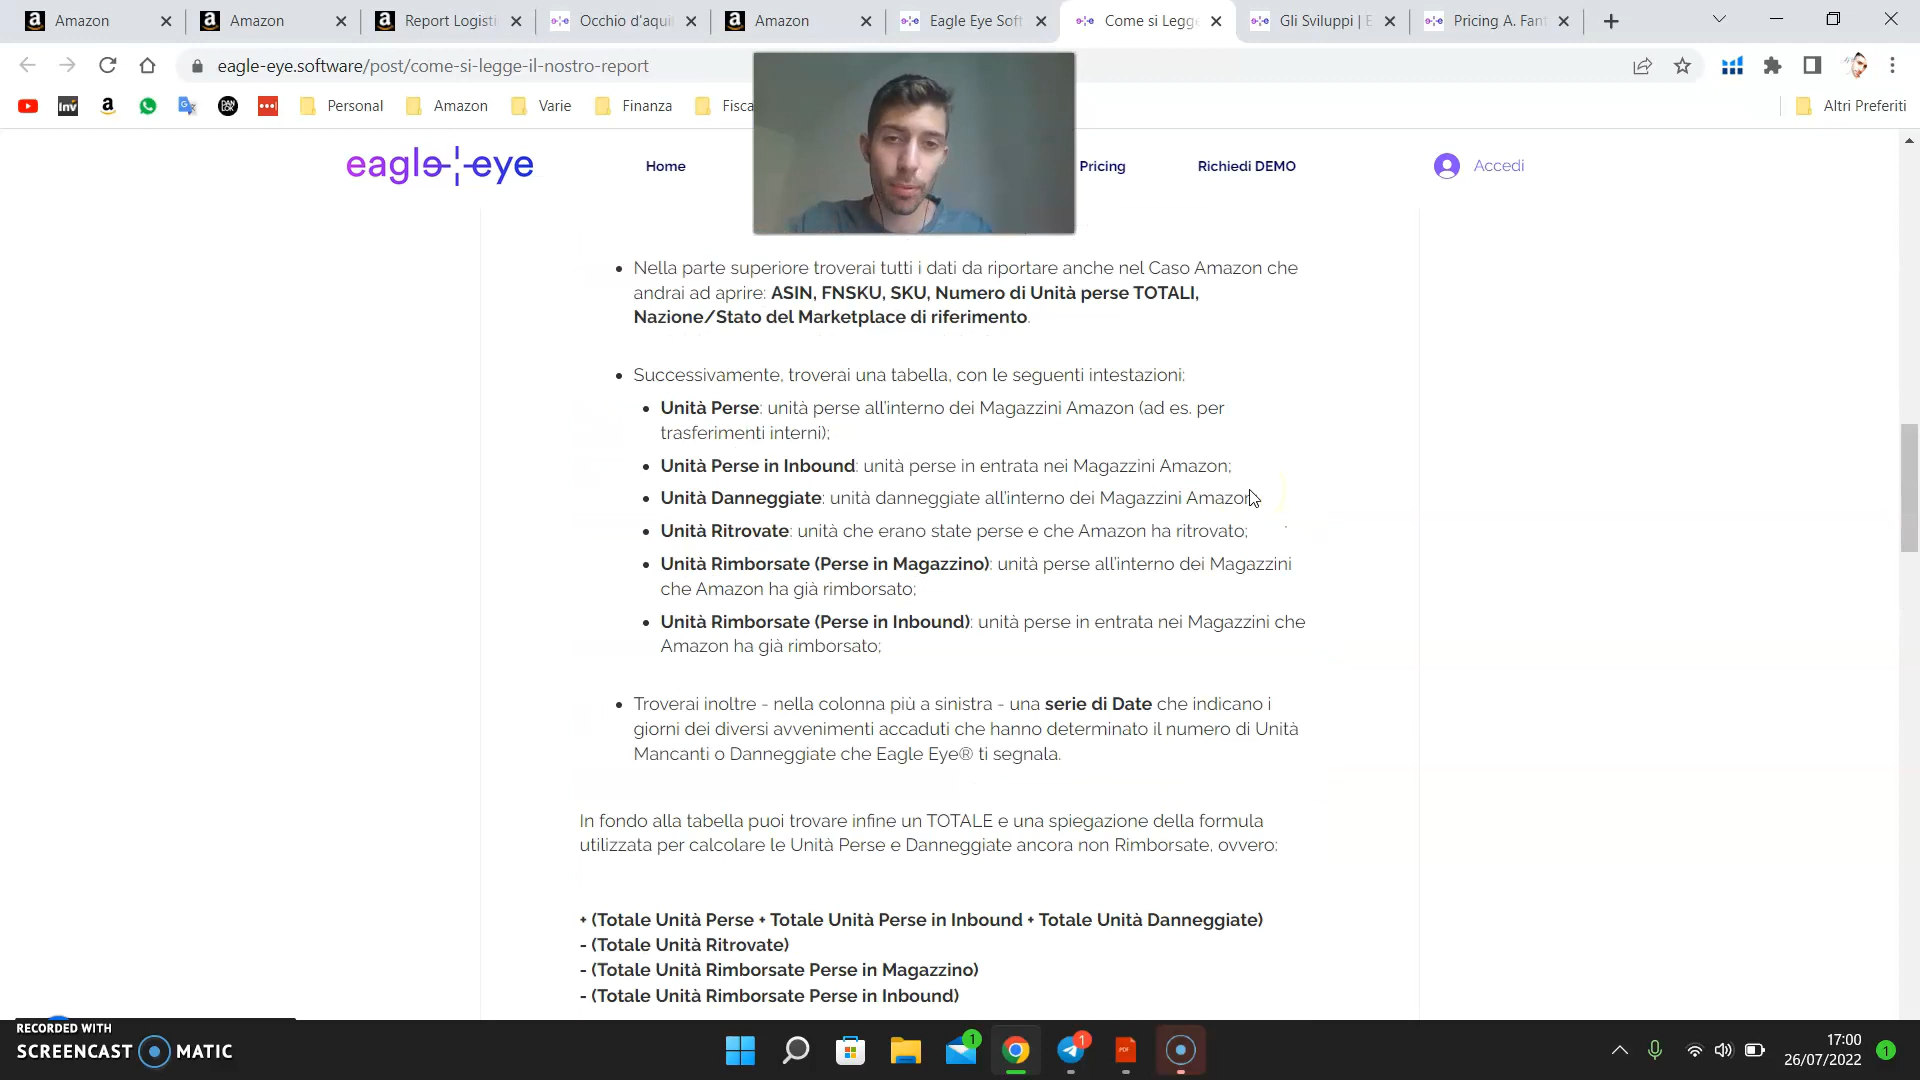 Amazon
Amazon
Report Logisti
Occhio d'aqui
Amazon
Eagle Eye Soft
Come si Legge
Gli Sviluppi | E
Pricing A. Fant
eagle-eye.software/post/come-si-legge-il-nostro-report
Inv
Personal
Amazon
Varie
Finanza
Fisca
Altri Preferiti
eagle-eye
Home
Pricing
Richiedi DEMO
Accedi
Nella parte superiore troverai tutti i dati da riportare anche nel Caso Amazon che
andrai ad aprire: ASIN, FNSKU, SKU, Numero di Unità perse TOTALI,
Nazione/Stato del Marketplace di riferimento.
Successivamente, troverai una tabella, con le seguenti intestazioni:
Unità Perse: unità perse all'interno dei Magazzini Amazon (ad es. per
trasferimenti interni);
Unità Perse in Inbound: unità perse in entrata nei Magazzini Amazon;
Unità Danneggiate: unità danneggiate all'interno dei Magazzini Amazon
Unità Ritrovate: unità che erano state perse e che Amazon ha ritrovato;
Unità Rimborsate (Perse in Magazzino): unità perse all'interno dei Magazzini
che Amazon ha già rimborsato;
Unità Rimborsate (Perse in Inbound): unità perse in entrata nei Magazzini che
Amazon ha già rimborsato;
Troverai inoltre - nella colonna più a sinistra - una serie di Date che indicano i
giorni dei diversi avvenimenti accaduti che hanno determinato il numero di Unità
Mancanti o Danneggiate che Eagle Eye® ti segnala.
In fondo alla tabella puoi trovare infine un TOTALE e una spiegazione della formula
utilizzata per calcolare le Unità Perse e Danneggiate ancora non Rimborsate, ovvero:
+ (Totale Unità Perse + Totale Unità Perse in Inbound + Totale Unità Danneggiate)
- (Totale Unità Ritrovate)
- (Totale Unità Rimborsate Perse in Magazzino)
- (Totale Unità Rimborsate Perse in Inbound)
RECORDED WITH
SCREENCAST MATIC
1
1
17:00
26/07/2022
1